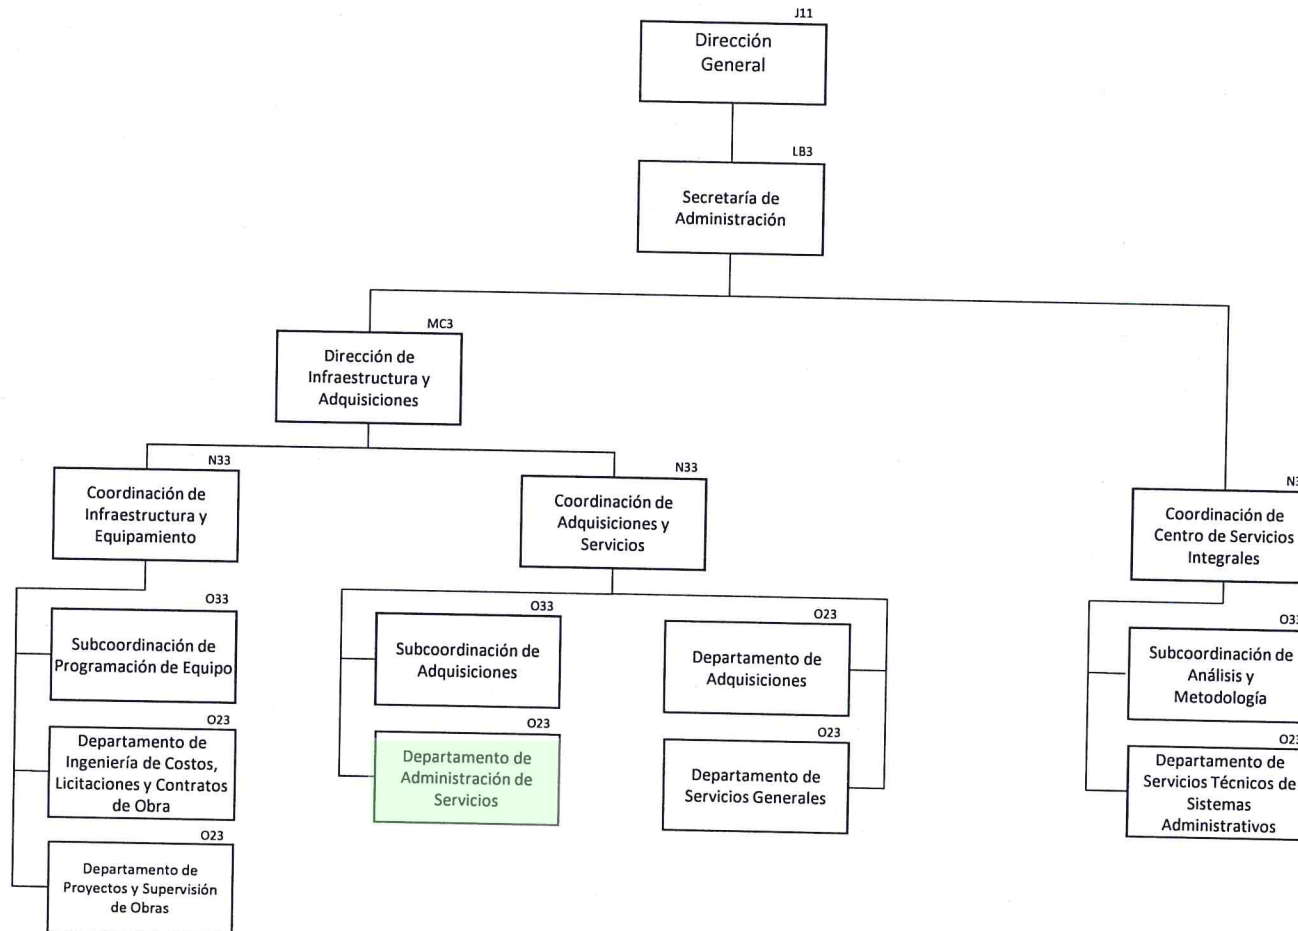 J11
Dirección
General
LB3
Secretaría de
Administración
MC3
Dirección de
Infraestructura y
Adquisiciones
N33
Coordinación de
Infraestructura y
Equipamiento
N33
Coordinación de
Adquisiciones y
Servicios
Coordinación de
Centro de Servicios
Integrales
O33
Subcoordinación de
Programación de Equipo
O23
Departamento de
Ingeniería de Costos,
Licitaciones y Contratos
de Obra
O23
Departamento de
Proyectos y Supervisión
de Obras
O33
Subcoordinación de
Adquisiciones
O23
Departamento de
Administración de
Servicios
O23
Departamento de
Adquisiciones
O23
Departamento de
Servicios Generales
O33
Subcoordinación de
Análisis y
Metodología
O23
Departamento de
Servicios Técnicos de
Sistemas
Administrativos